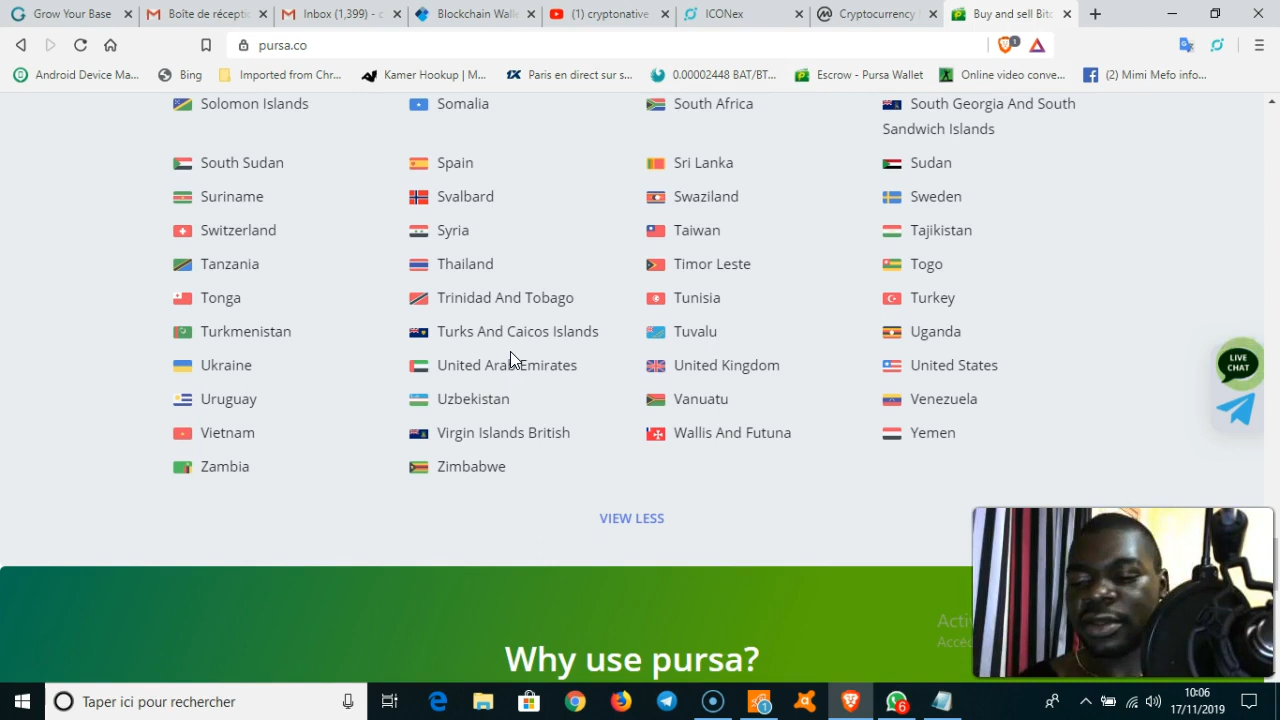 Grow Your Base
Boîte de récepti
Inbox (1,399) - c
Blockchain Wall
(1) cryptonative
ICONex
Cryptocurrency
Buy and sell Bitc
pursa.co
1
Android Device Ma...
Bing
Imported from Chr...
Kamer Hookup | M...
Paris en direct sur s...
0.00002448 BAT/BT...
Escrow - Pursa Wallet
Online video conve...
(2) Mimi Mefo info...
Solomon Islands
Somalia
South Africa
South Georgia And South
Sandwich Islands
South Sudan
Spain
Sri Lanka
Sudan
Suriname
Svalbard
Swaziland
Sweden
Switzerland
Syria
Taiwan
Tajikistan
Tanzania
Thailand
Timor Leste
Togo
Tonga
Trinidad And Tobago
Tunisia
Turkey
Turkmenistan
Turks And Caicos Islands
Tuvalu
Uganda
Ukraine
United Arab Emirates
United Kingdom
United States
Uruguay
Uzbekistan
Vanuatu
Venezuela
Vietnam
Virgin Islands British
Wallis And Futuna
Yemen
Zambia
Zimbabwe
LIVE
CHAT
VIEW LESS
Why use pursa?
Acti
Accéd
Taper ici pour rechercher
1
6
10:06
17/11/2019